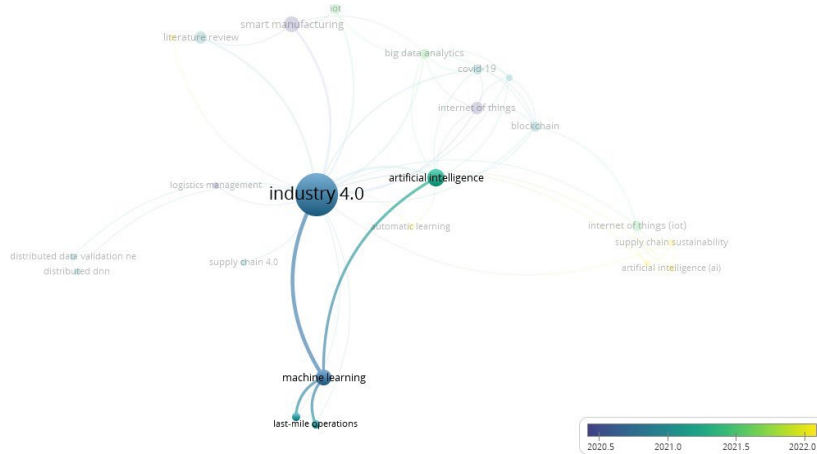 iot
smart manufacturing
literature review
big data analytics
covid-19
internet of things
blockchain
artificial intelligence
logistics management
industry 4.0
automatic learning
internet of things (iot)
supply chain sustainability
distributed data validation ne
supply chain 4.0
artificial intelligence (ai)
distributed dnn
machine learning
last-mile operations
2020.5 2021.0 2021.5 2022.0